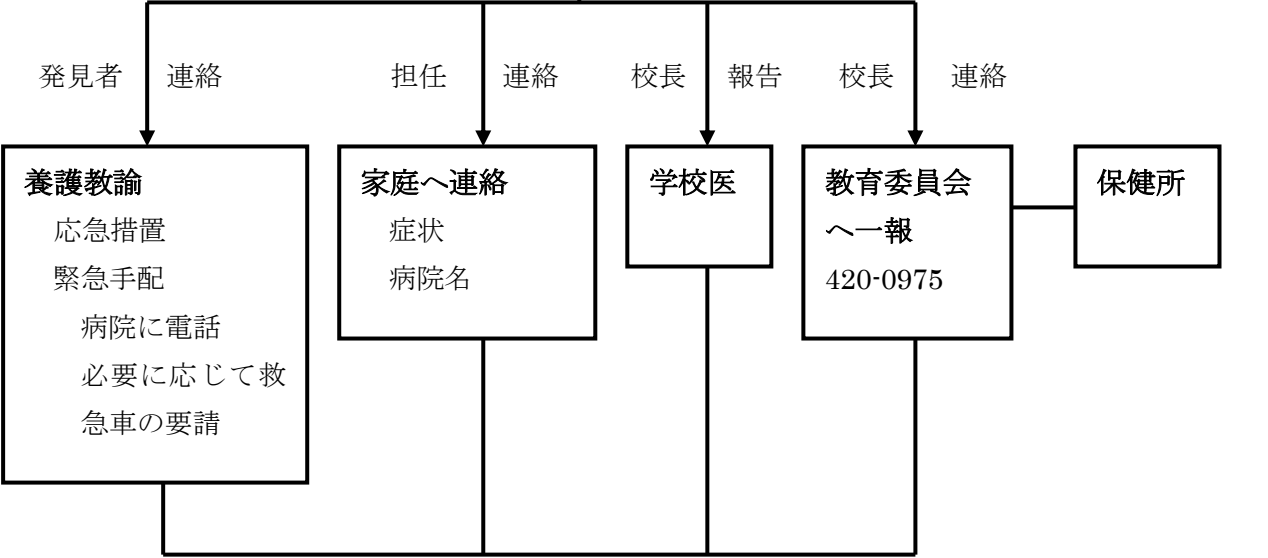 発見者 連絡
担任 連絡
校長 報告
校長 連絡
養護教諭
応急措置
緊急手配
病院に電話
必要に応じて救
急車の要請
家庭へ連絡
症状
病院名
学校医
教育委員会
へ一報
420-0975
保健所